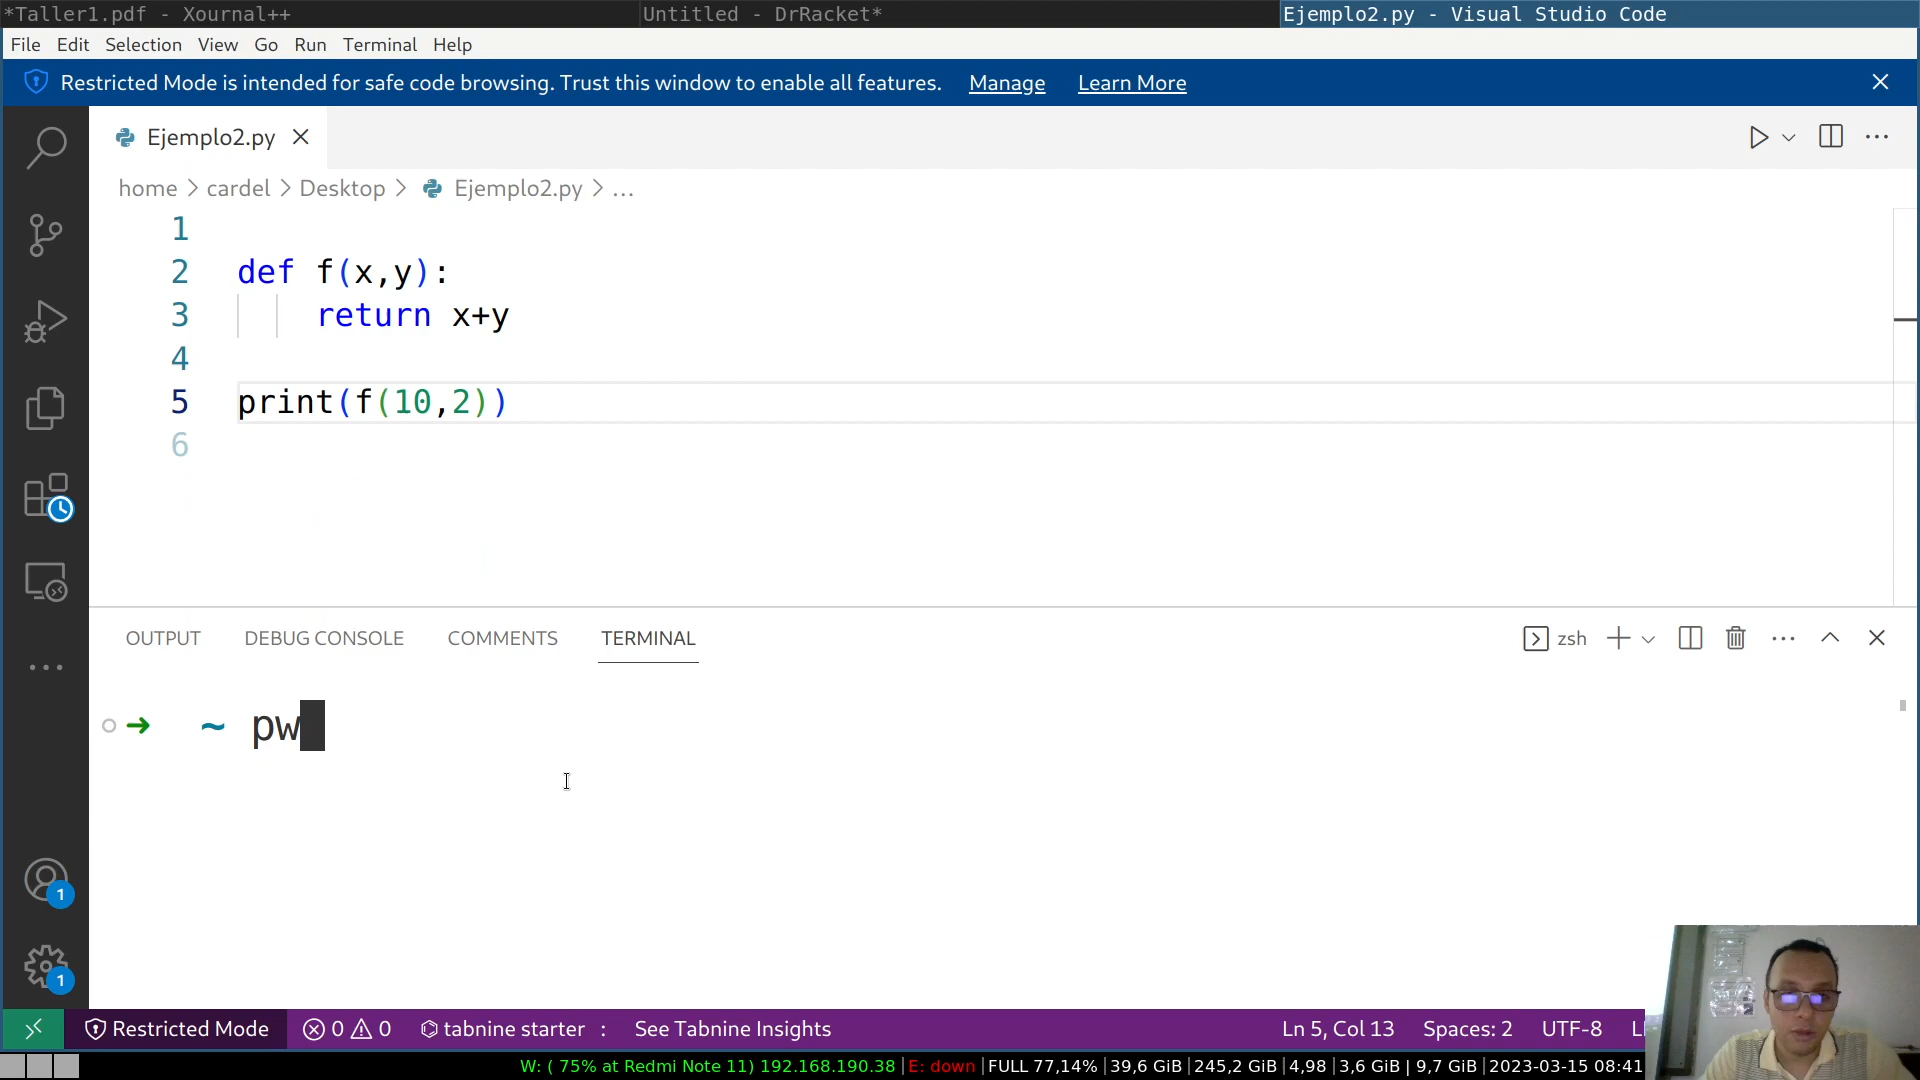 *Taller1.pdf - Xournal++
Untitled - DrRacket*
Ejemplo2.py - Visual Studio Code
File Edit Selection View Go Run Terminal Help
Restricted Mode is intended for safe code browsing. Trust this window to enable all features. Manage Learn More
Ejemplo2.py
home > cardel > Desktop > Ejemplo2.py > ...
1
2 def f(x,y):
3 return x+y
4
5 print(f(10,2))
6
OUTPUT DEBUG CONSOLE COMMENTS TERMINAL
zsh
~ pw
1
1
Restricted Mode 0 0 tabnine starter : See Tabnine Insights Ln 5, Col 13 Spaces: 2 UTF-8
W: ( 75% at Redmi Note 11) 192.168.190.38 | E: down | FULL 77,14% | 39,6 GiB | 245,2 GiB | 4,98 | 3,6 GiB | 9,7 GiB | 2023-03-15 08:41